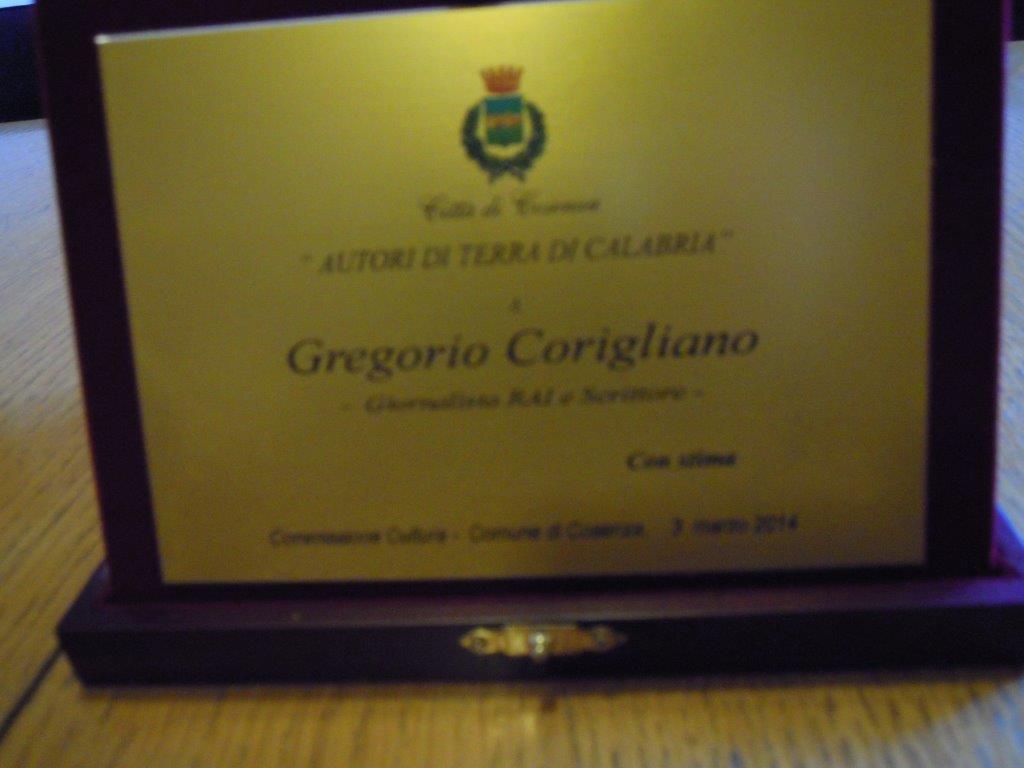 Città di Cosenza
" AUTORI DI TERRA DI CALABRIA "
A
Gregorio Corigliano
- Giornalista RAI e Scrittore -
Con stima
Commissione Cultura - Comune di Cosenza, 3 marzo 2014